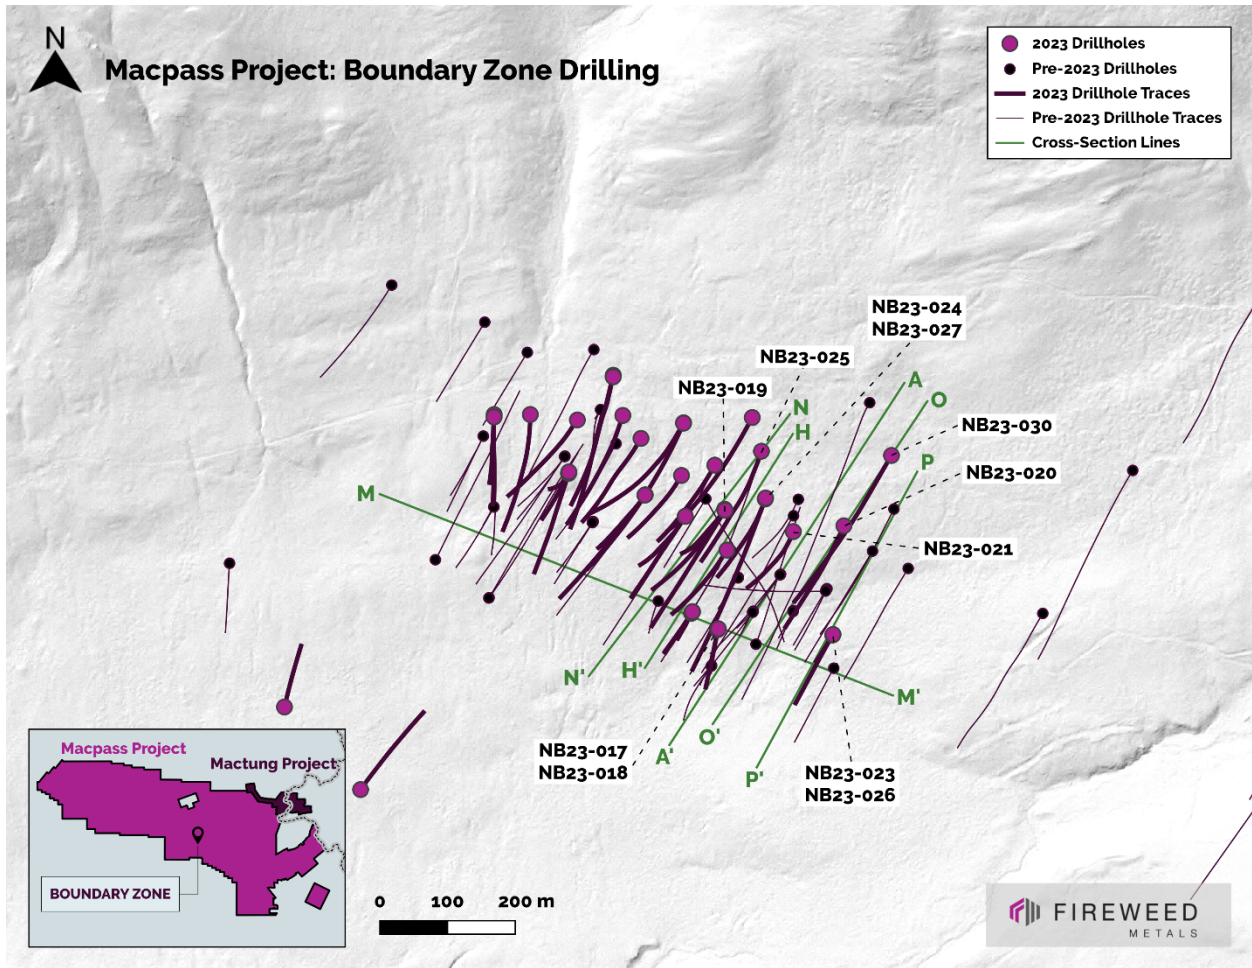 N
Macpass Project: Boundary Zone Drilling
2023 Drillholes
Pre-2023 Drillholes
2023 Drillhole Traces
Pre-2023 Drillhole Traces
Cross-Section Lines
NB23-024
NB23-027
NB23-025
NB23-019
A
O
N
H
NB23-030
P
NB23-020
M
NB23-021
N'
H'
M'
A'
O'
P'
NB23-017
NB23-018
NB23-023
NB23-026
Macpass Project
Mactung Project
BOUNDARY ZONE
0 100 200 m
FIREWEED
METALS